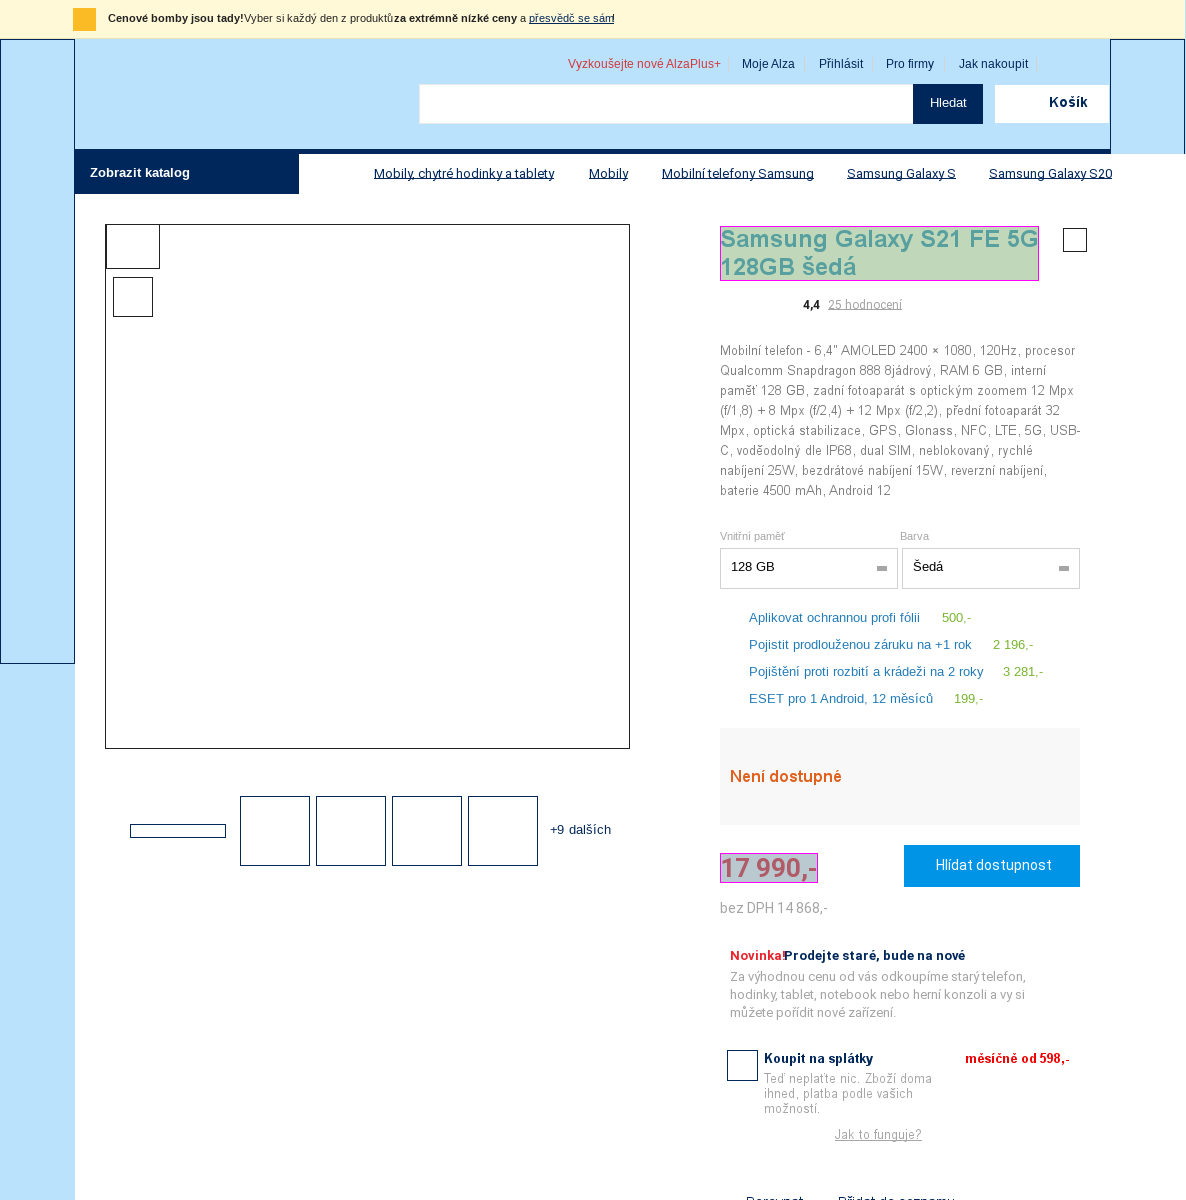 Cenové bomby jsou tady! Vyber si každý den z produktů za extrémně nízké ceny a přesvědč se sám!
Vyzkoušejte nové AlzaPlus+ Moje Alza Přihlásit Pro firmy Jak nakoupit
Hledat Košík
Zobrazit katalog Mobily, chytré hodinky a tablety Mobily Mobilní telefony Samsung Samsung Galaxy S Samsung Galaxy S20
Samsung Galaxy S21 FE 5G
128GB šedá
4,4 25 hodnocení
Mobilní telefon - 6,4" AMOLED 2400 × 1080, 120Hz, procesor
Qualcomm Snapdragon 888 8jádrový, RAM 6 GB, interní
paměť 128 GB, zadní fotoaparát s optickým zoomem 12 Mpx
(f/1,8) + 8 Mpx (f/2,4) + 12 Mpx (f/2,2), přední fotoaparát 32
Mpx, optická stabilizace, GPS, Glonass, NFC, LTE, 5G, USB-
C, voděodolný dle IP68, dual SIM, neblokovaný, rychlé
nabíjení 25W, bezdrátové nabíjení 15W, reverzní nabíjení,
baterie 4500 mAh, Android 12
Vnitřní paměť Barva
128 GB Šedá
Aplikovat ochrannou profi fólii 500,-
Pojistit prodlouženou záruku na +1 rok 2 196,-
Pojištění proti rozbití a krádeži na 2 roky 3 281,-
ESET pro 1 Android, 12 měsíců 199,-
Není dostupné
+9 dalších
17 990,- Hlídat dostupnost
bez DPH 14 868,-
Novinka! Prodejte staré, bude na nové
Za výhodnou cenu od vás odkoupíme starý telefon,
hodinky, tablet, notebook nebo herní konzoli a vy si
můžete pořídit nové zařízení.
Koupit na splátky měsíčně od 598,-
Teď neplaťte nic. Zboží doma
ihned, platba podle vašich
možností.
Jak to funguje?
Porovnat Přidat do seznamu